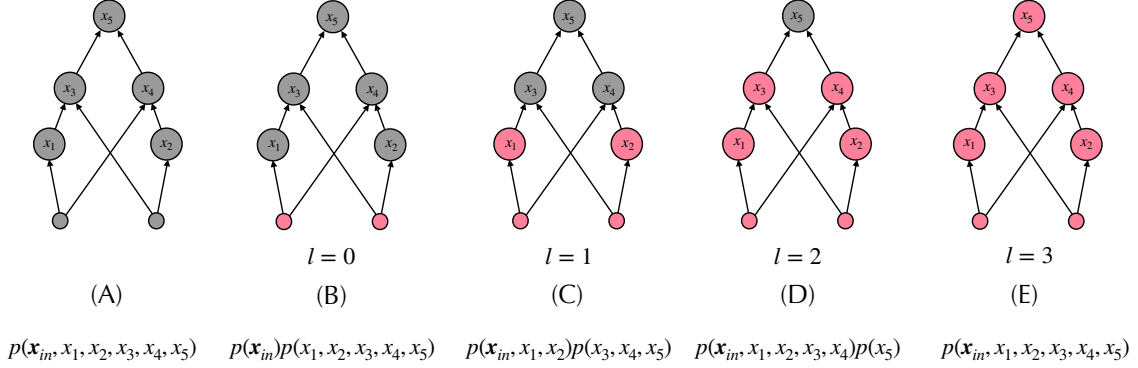 x5 x5 x5 x5 x5
x3 x4 x3 x4 x3 x4 x3 x4 x3 x4
x1 x2 x1 x2 x1 x2 x1 x2 x1 x2
l = 0 l = 1 l = 2 l = 3
(A) (B) (C) (D) (E)
p(x_in, x1, x2, x3, x4, x5) p(x_in)p(x1, x2, x3, x4, x5) p(x_in, x1, x2)p(x3, x4, x5) p(x_in, x1, x2, x3, x4)p(x5) p(x_in, x1, x2, x3, x4, x5)